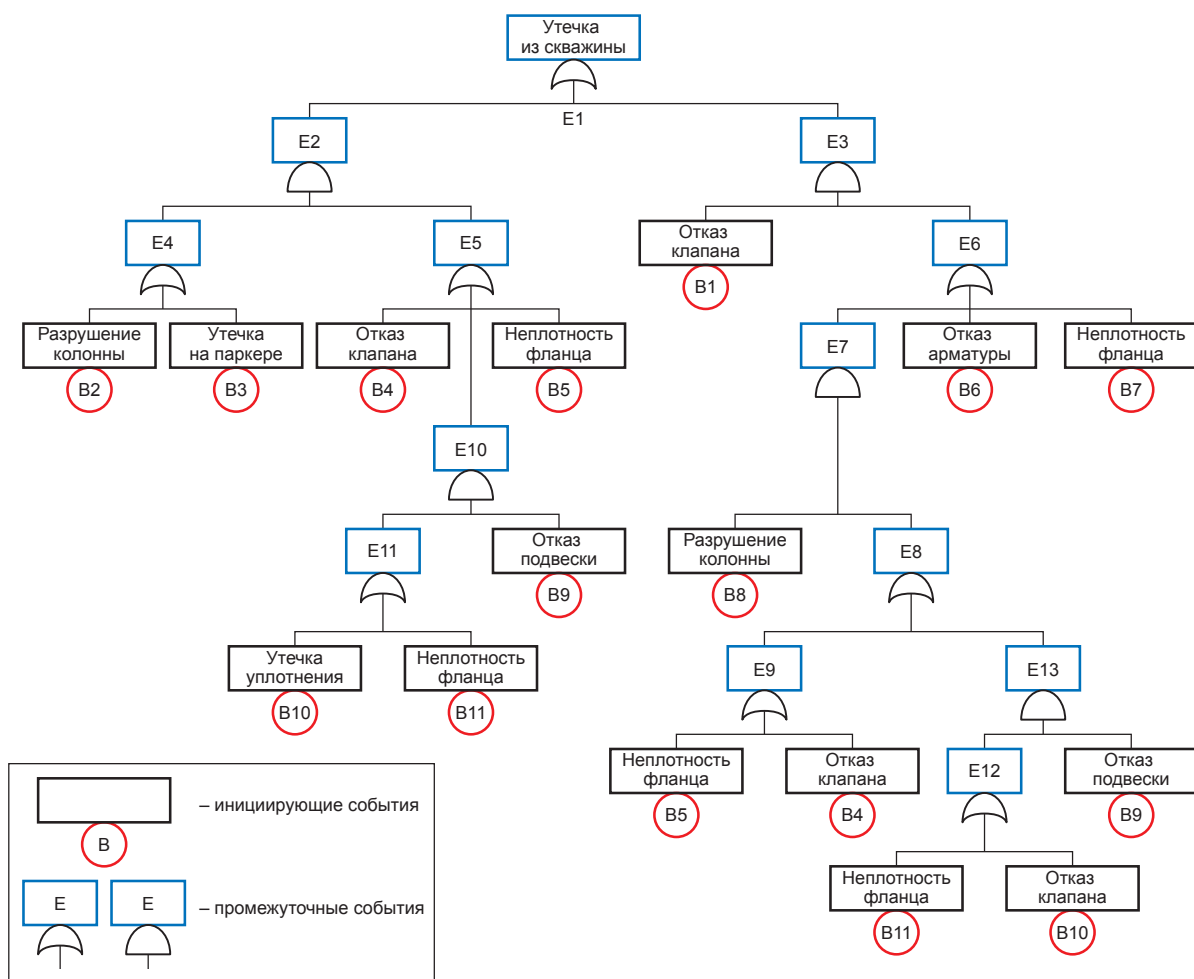 Утечка
из скважины
E1
E2
E3
E4
E5
Отказ
клапана
B1
E6
Разрушение
колонны
B2
Утечка
на паркере
B3
Отказ
клапана
B4
Неплотность
фланца
B5
E7
Отказ
арматуры
B6
Неплотность
фланца
B7
E10
E11
Отказ
подвески
B9
Разрушение
колонны
B8
E8
Утечка
уплотнения
B10
Неплотность
фланца
B11
E9
E13
Неплотность
фланца
B5
Отказ
клапана
B4
E12
Отказ
подвески
B9
Неплотность
фланца
B11
Отказ
клапана
B10
– инициирующие события
B
E
E
– промежуточные события